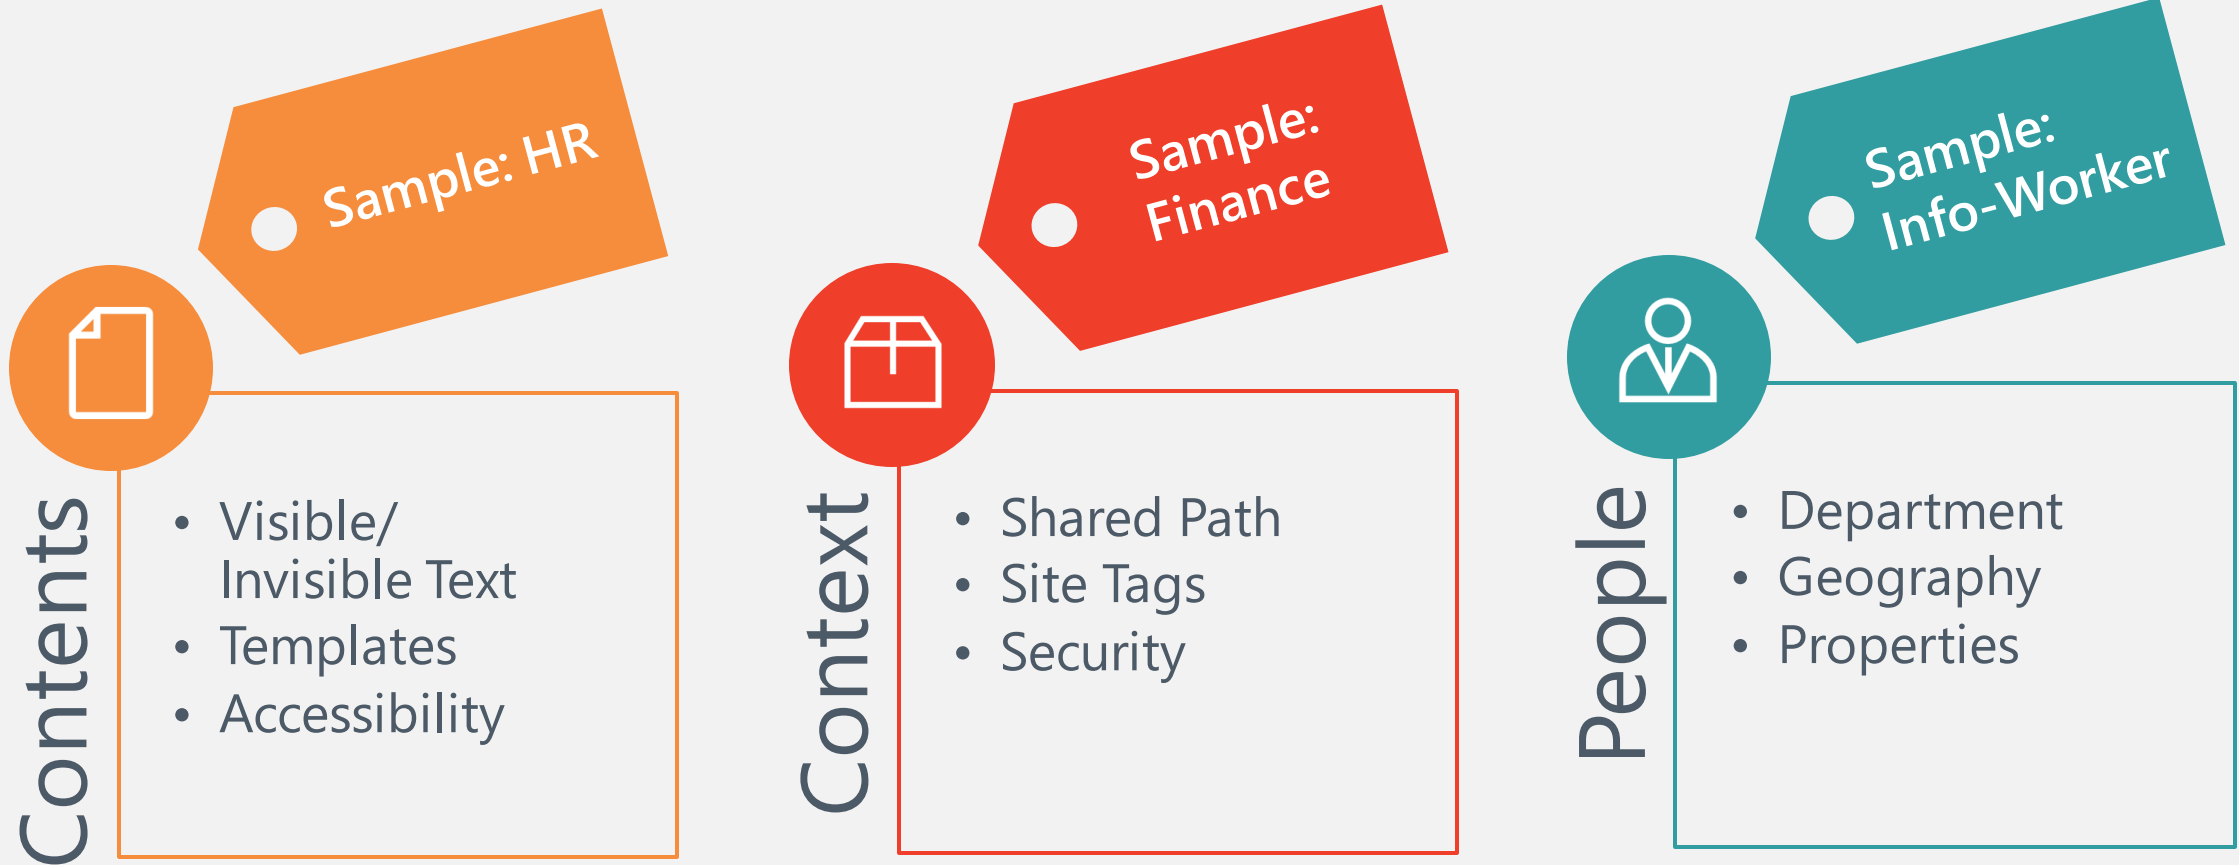 Sample: HR
Contents
• Visible/
Invisible Text
• Templates
• Accessibility
Sample:
Finance
Context
• Shared Path
• Site Tags
• Security
Sample:
Info-Worker
People
• Department
• Geography
• Properties